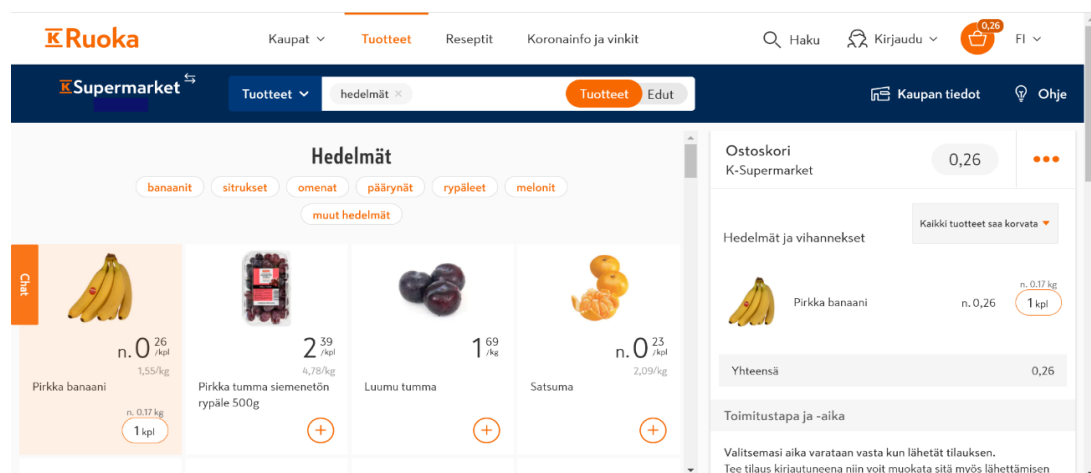 K Ruoka
Kaupat
Tuotteet
Reseptit
Koronainfo ja vinkit
Haku
Kirjaudu
0,26
FI
K Supermarket
Tuotteet
hedelmät ×
Tuotteet
Edut
Kaupan tiedot
Ohje
Hedelmät
banaanit
sitrukset
omenat
päärynät
rypäleet
melonit
muut hedelmät
Chat
n. 0 26 /kpl
1,55/kg
Pirkka banaani
n. 0.17 kg
1 kpl
2 39 /kpl
4,78/kg
Pirkka tumma siemenetön
rypäle 500g
1 69 /kg
Luumu tumma
n. 0 23 /kpl
2,09/kg
Satsuma
Ostoskori
K-Supermarket
0,26
Hedelmät ja vihannekset
Kaikki tuotteet saa korvata
Pirkka banaani
n. 0,26
n. 0.17 kg
1 kpl
Yhteensä
0,26
Toimitustapa ja -aika
Valitsemasi aika varataan vasta kun lähetät tilauksen.
Tee tilaus kirjautuneena niin voit muokata sitä myös lähettämisen